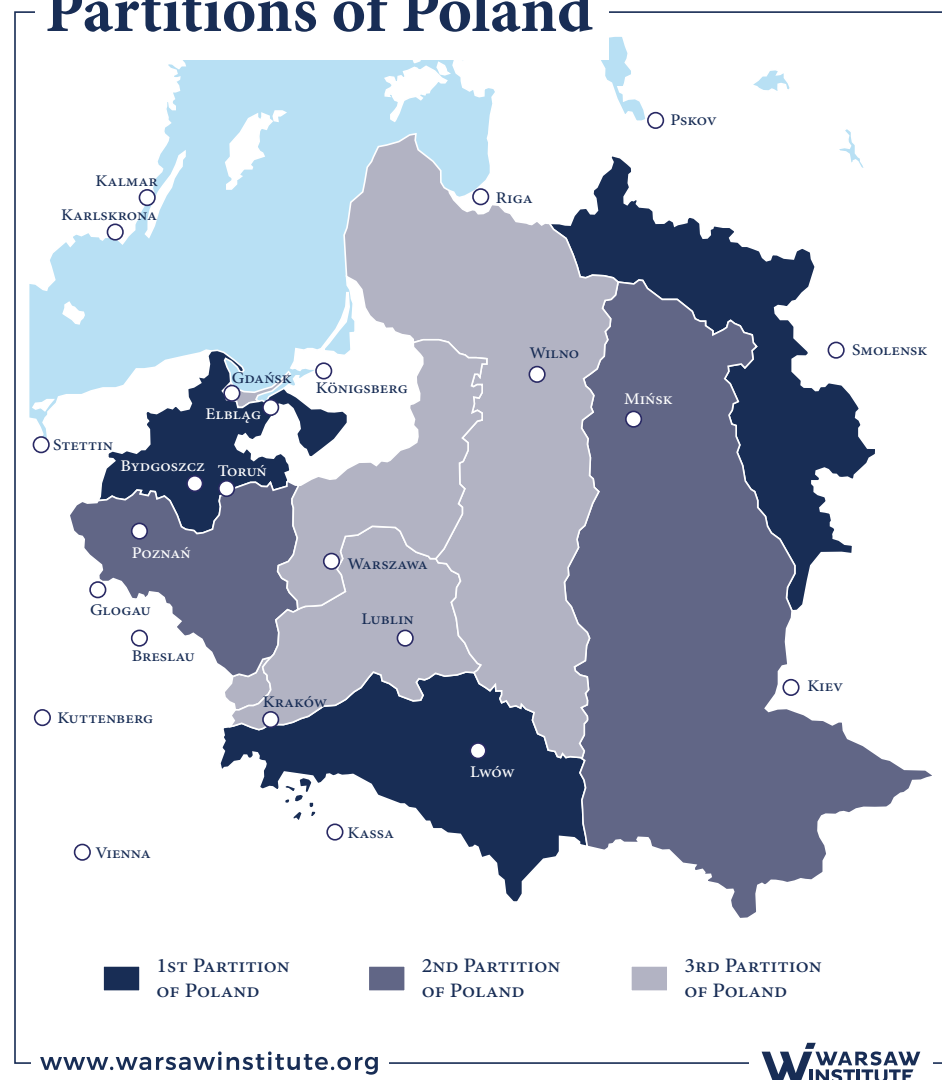 Partitions of Poland
Pskov
Kalmar
Riga
Karlskrona
Wilno
Smolensk
Gdańsk
Königsberg
Mińsk
Elbląg
Stettin
Bydgoszcz
Toruń
Poznań
Warszawa
Glogau
Lublin
Breslau
Kiev
Kraków
Kuttenberg
Lwów
Kassa
Vienna
1st Partition
of Poland
2nd Partition
of Poland
3rd Partition
of Poland
www.warsawinstitute.org
WARSAW
INSTITUTE